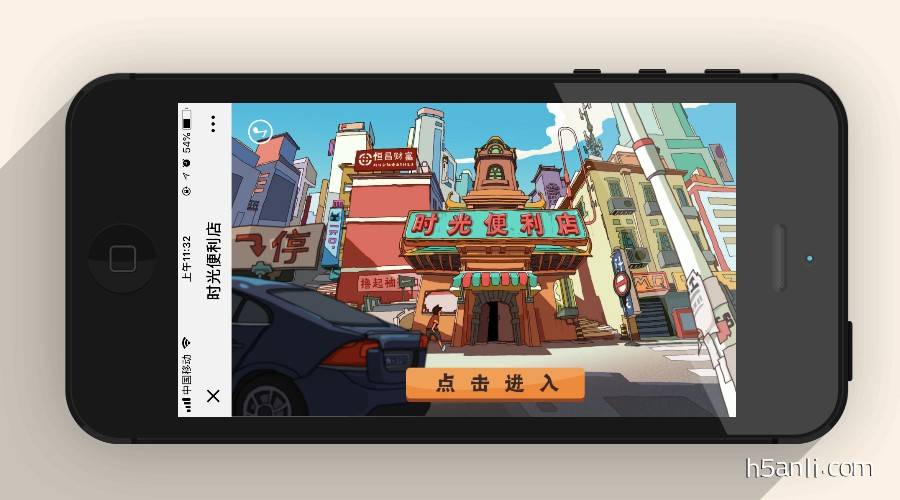 中国移动
上午11:32
54%
时光便利店
恒昌财富
时光便利店
停
撸起袖
点击进入
h5anli.com